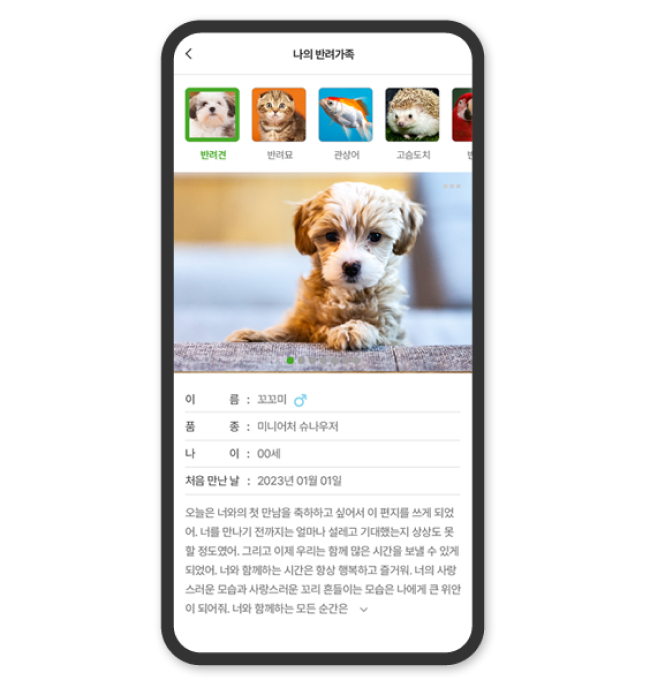 나의 반려가족
반려견 반려묘 관상어 고슴도치
이 름 : 꼬꼬미
품 종 : 미니어처 슈나우저
나 이 : 00세
처음 만난 날 : 2023년 01월 01일
오늘은 너와의 첫 만남을 축하하고 싶어서 이 편지를 쓰게 되었
어. 너를 만나기 전까지는 얼마나 설레고 기대했는지 상상도 못
할 정도였어. 그리고 이제 우리는 함께 많은 시간을 보낼 수 있게
되었어. 너와 함께하는 시간은 항상 행복하고 즐거워. 너의 사랑
스러운 모습과 사랑스러운 꼬리 흔들이는 모습은 나에게 큰 위안
이 되어줘. 너와 함께하는 모든 순간은